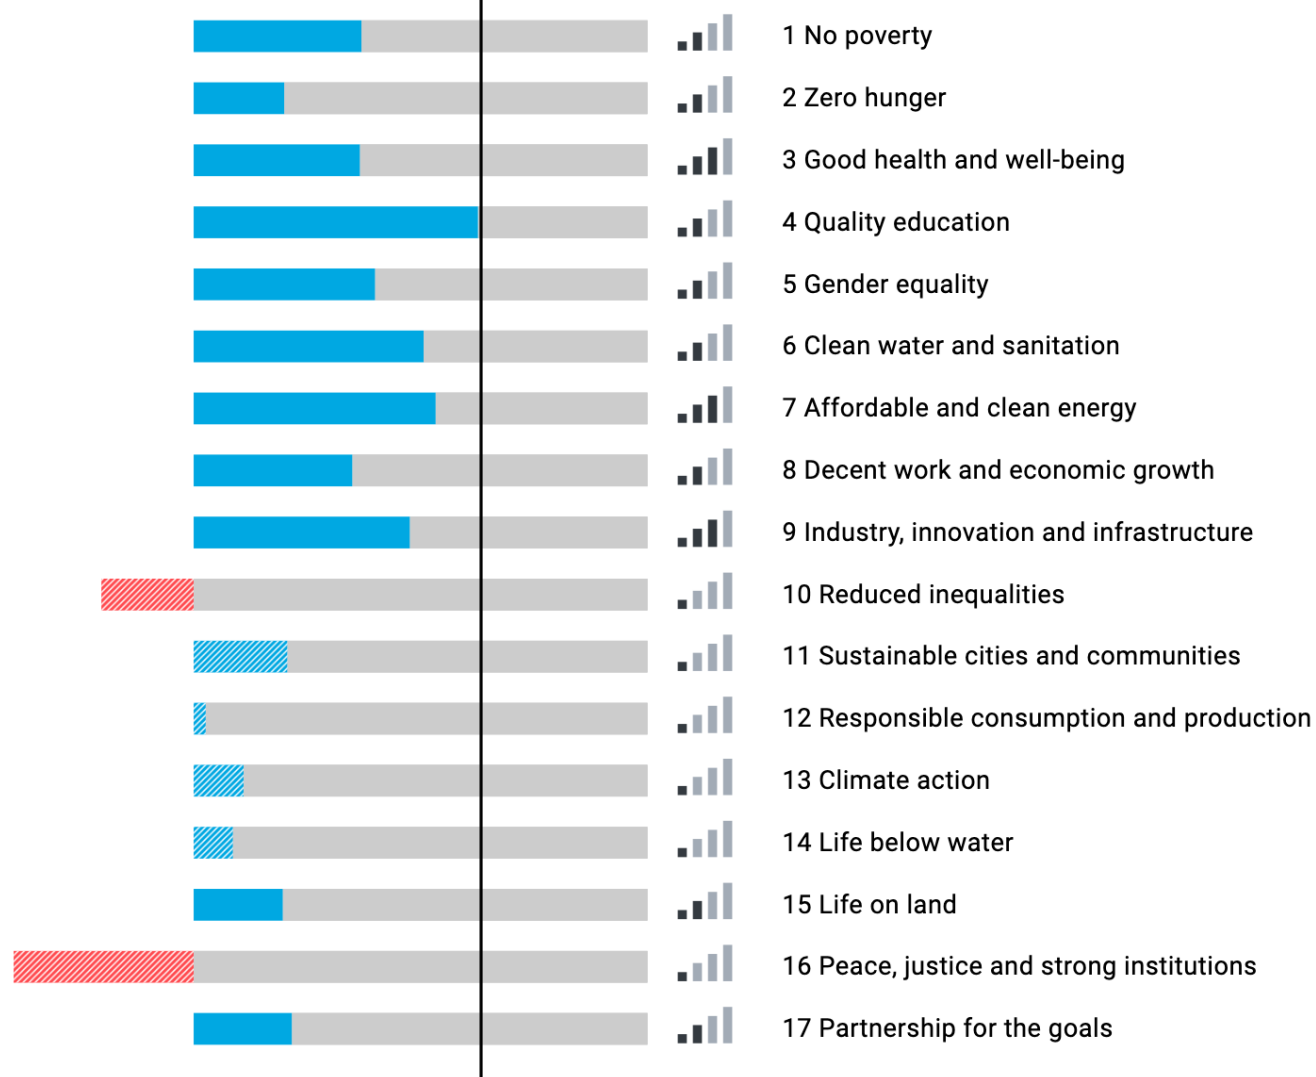 1 No poverty
2 Zero hunger
3 Good health and well-being
4 Quality education
5 Gender equality
6 Clean water and sanitation
7 Affordable and clean energy
8 Decent work and economic growth
9 Industry, innovation and infrastructure
10 Reduced inequalities
11 Sustainable cities and communities
12 Responsible consumption and production
13 Climate action
14 Life below water
15 Life on land
16 Peace, justice and strong institutions
17 Partnership for the goals